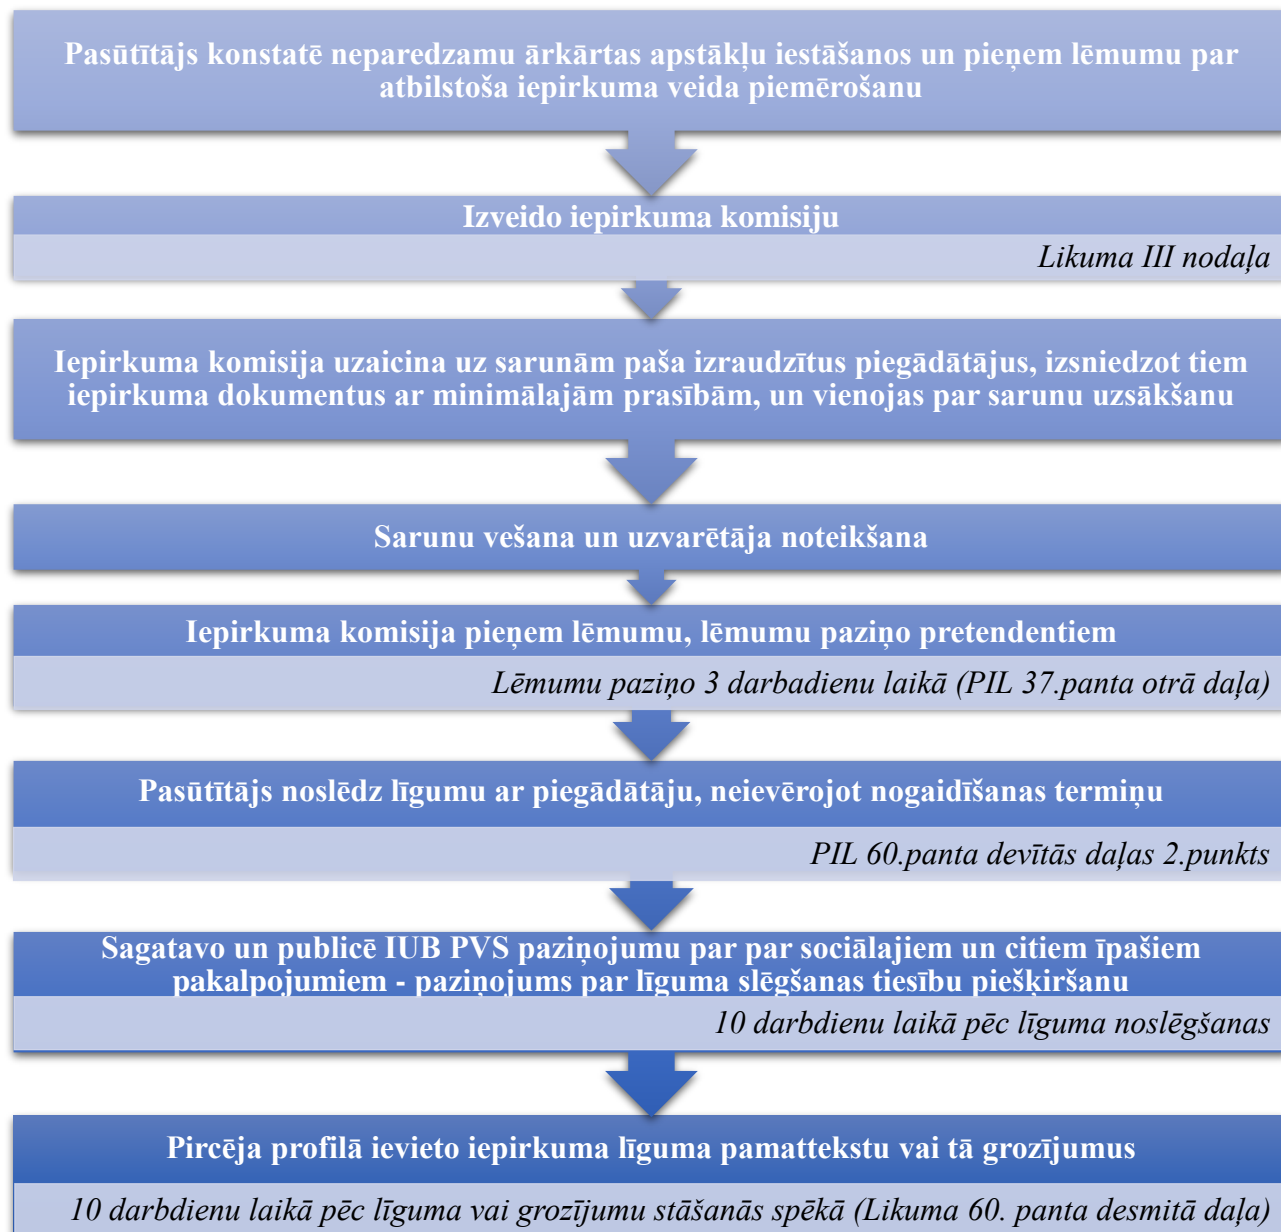 Pasūtītājs konstatē neparedzamu ārkārtas apstākļu iestāšanos un pieņem lēmumu par
atbilstoša iepirkuma veida piemērošanu
Izveido iepirkuma komisiju
Likuma III nodaļa
Iepirkuma komisija uzaicina uz sarunām paša izraudzītus piegādātājus, izsniedzot tiem
iepirkuma dokumentus ar minimālajām prasībām, un vienojas par sarunu uzsākšanu
Sarunu vešana un uzvarētāja noteikšana
Iepirkuma komisija pieņem lēmumu, lēmumu paziņo pretendentiem
Lēmumu paziņo 3 darbadienu laikā (PIL 37.panta otrā daļa)
Pasūtītājs noslēdz līgumu ar piegādātāju, neievērojot nogaidīšanas termiņu
PIL 60.panta devītās daļas 2.punkts
Sagatavo un publicē IUB PVS paziņojumu par par sociālajiem un citiem īpašiem
pakalpojumiem - paziņojums par līguma slēgšanas tiesību piešķiršanu
10 darbdienu laikā pēc līguma noslēgšanas
Pircēja profilā ievieto iepirkuma līguma pamattekstu vai tā grozījumus
10 darbdienu laikā pēc līguma vai grozījumu stāšanās spēkā (Likuma 60. panta desmitā daļa)